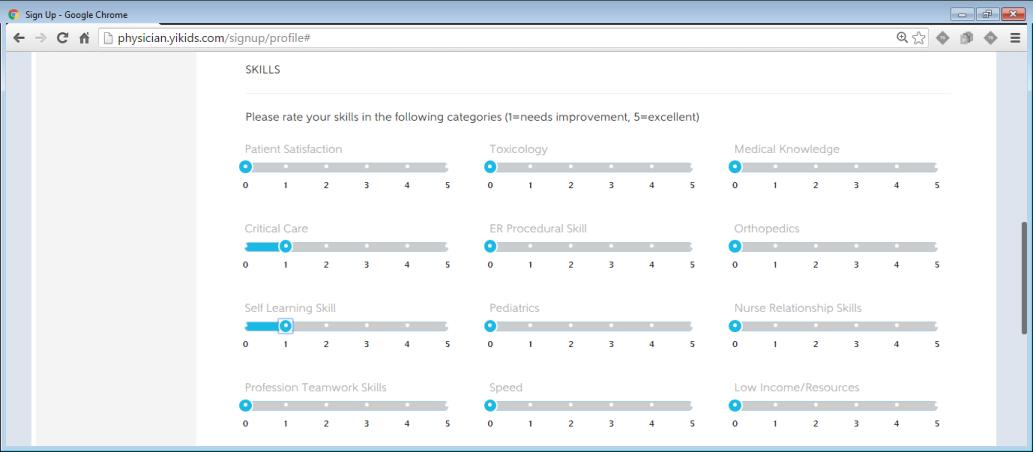 Sign Up - Google Chrome
physician.yikids.com/signup/profile#
SKILLS
Please rate your skills in the following categories (1=needs improvement, 5=excellent)
Patient Satisfaction Toxicology Medical Knowledge
0 1 2 3 4 5 0 1 2 3 4 5 0 1 2 3 4 5
Critical Care ER Procedural Skill Orthopedics
0 1 2 3 4 5 0 1 2 3 4 5 0 1 2 3 4 5
Self Learning Skill Pediatrics Nurse Relationship Skills
0 1 2 3 4 5 0 1 2 3 4 5 0 1 2 3 4 5
Profession Teamwork Skills Speed Low Income/Resources
0 1 2 3 4 5 0 1 2 3 4 5 0 1 2 3 4 5